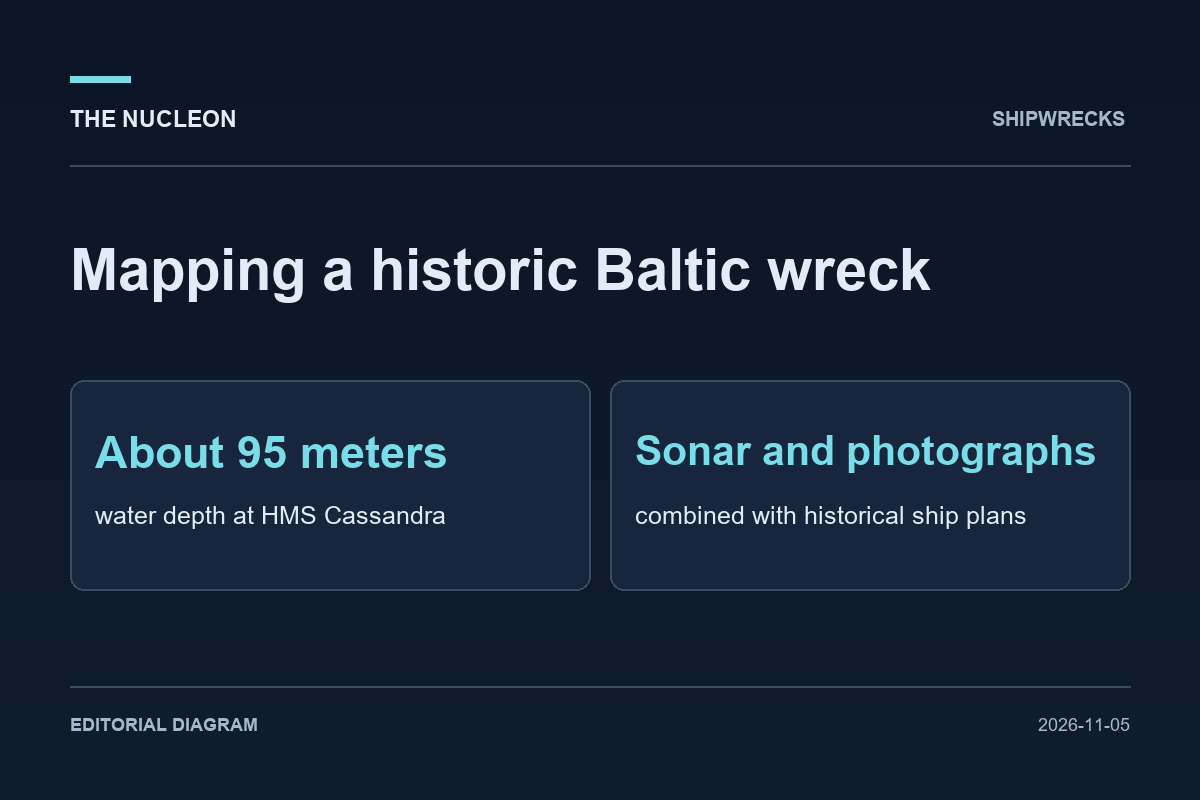 THE NUCLEON
SHIPWRECKS
Mapping a historic Baltic wreck
About 95 meters
water depth at HMS Cassandra
Sonar and photographs
combined with historical ship plans
EDITORIAL DIAGRAM
2026-11-05